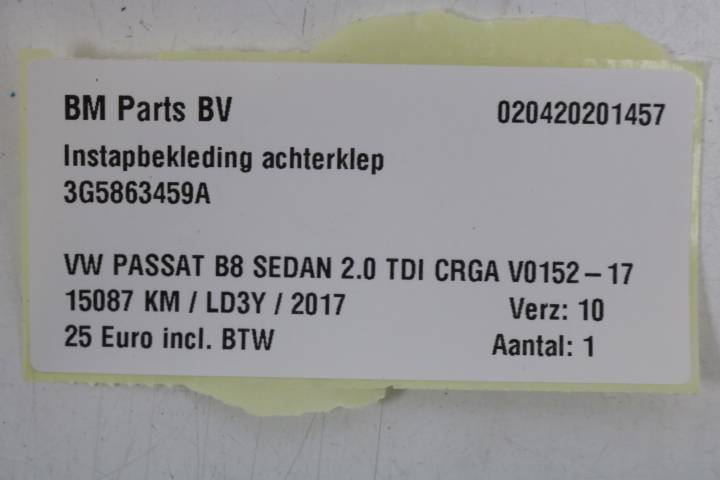 BM Parts BV 020420201457
Instapbekleding achterklep
3G5863459A
VW PASSAT B8 SEDAN 2.0 TDI CRGA V0152-17
15087 KM / LD3Y / 2017 Verz: 10
25 Euro incl. BTW Aantal: 1